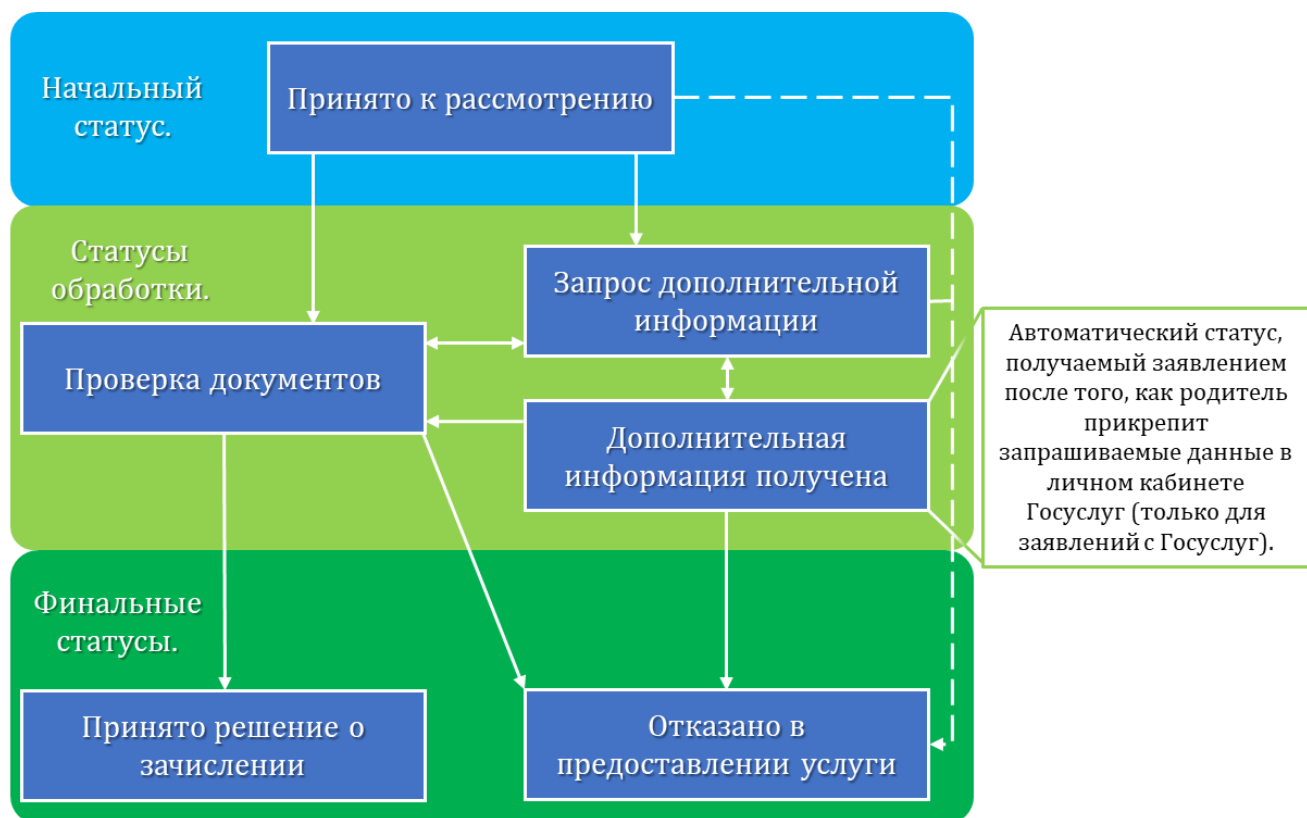 Начальный
статус.
Принято к рассмотрению
Статусы
обработки.
Запрос дополнительной
информации
Проверка документов
Дополнительная
информация получена
Автоматический статус,
получаемый заявлением
после того, как родитель
прикрепит
запрашиваемые данные в
личном кабинете
Госуслуг (только для
заявлений с Госуслуг).
Финальные
статусы.
Принято решение о
зачислении
Отказано в
предоставлении услуги